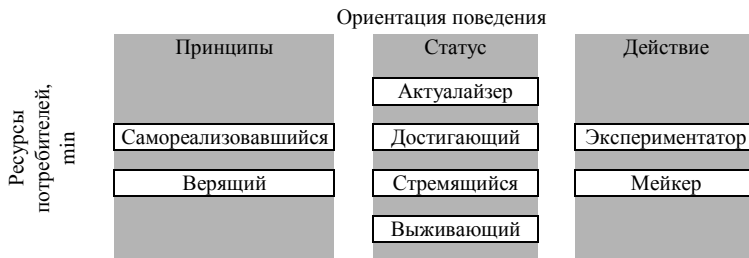 Ориентация поведения
Принципы
Статус
Действие
Актуалайзер
Самореализовавшийся
Достигающий
Экспериментатор
Верящий
Стремящийся
Мейкер
Выживающий
Ресурсы
потребителей,
min